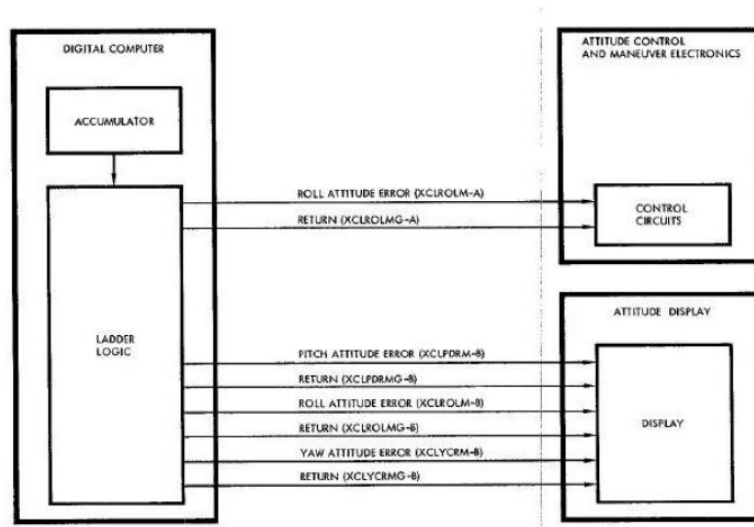 DIGITAL COMPUTER
ACCUMULATOR
LADDER
LOGIC
ATTITUDE CONTROL
AND MANEUVER ELECTRONICS
ROLL ATTITUDE ERROR (XCLROLM-A)
RETURN (XCLROLMG-A)
CONTROL
CIRCUITS
ATTITUDE DISPLAY
PITCH ATTITUDE ERROR (XCLPDRM-B)
RETURN (XCLPDRMG-B)
ROLL ATTITUDE ERROR (XCLROLM-B)
RETURN (XCLROLMG-B)
YAW ATTITUDE ERROR (XCLYCRM-B)
RETURN (XCLYCRMG-B)
DISPLAY